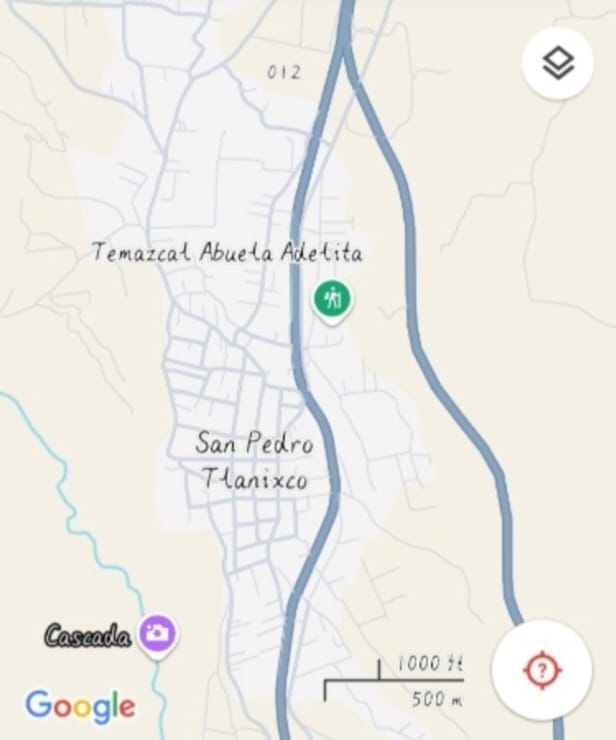 012
Temazcal Abuela Adelita
San Pedro
Tlanixco
Cascada
1000 ft
500 m
Google
?